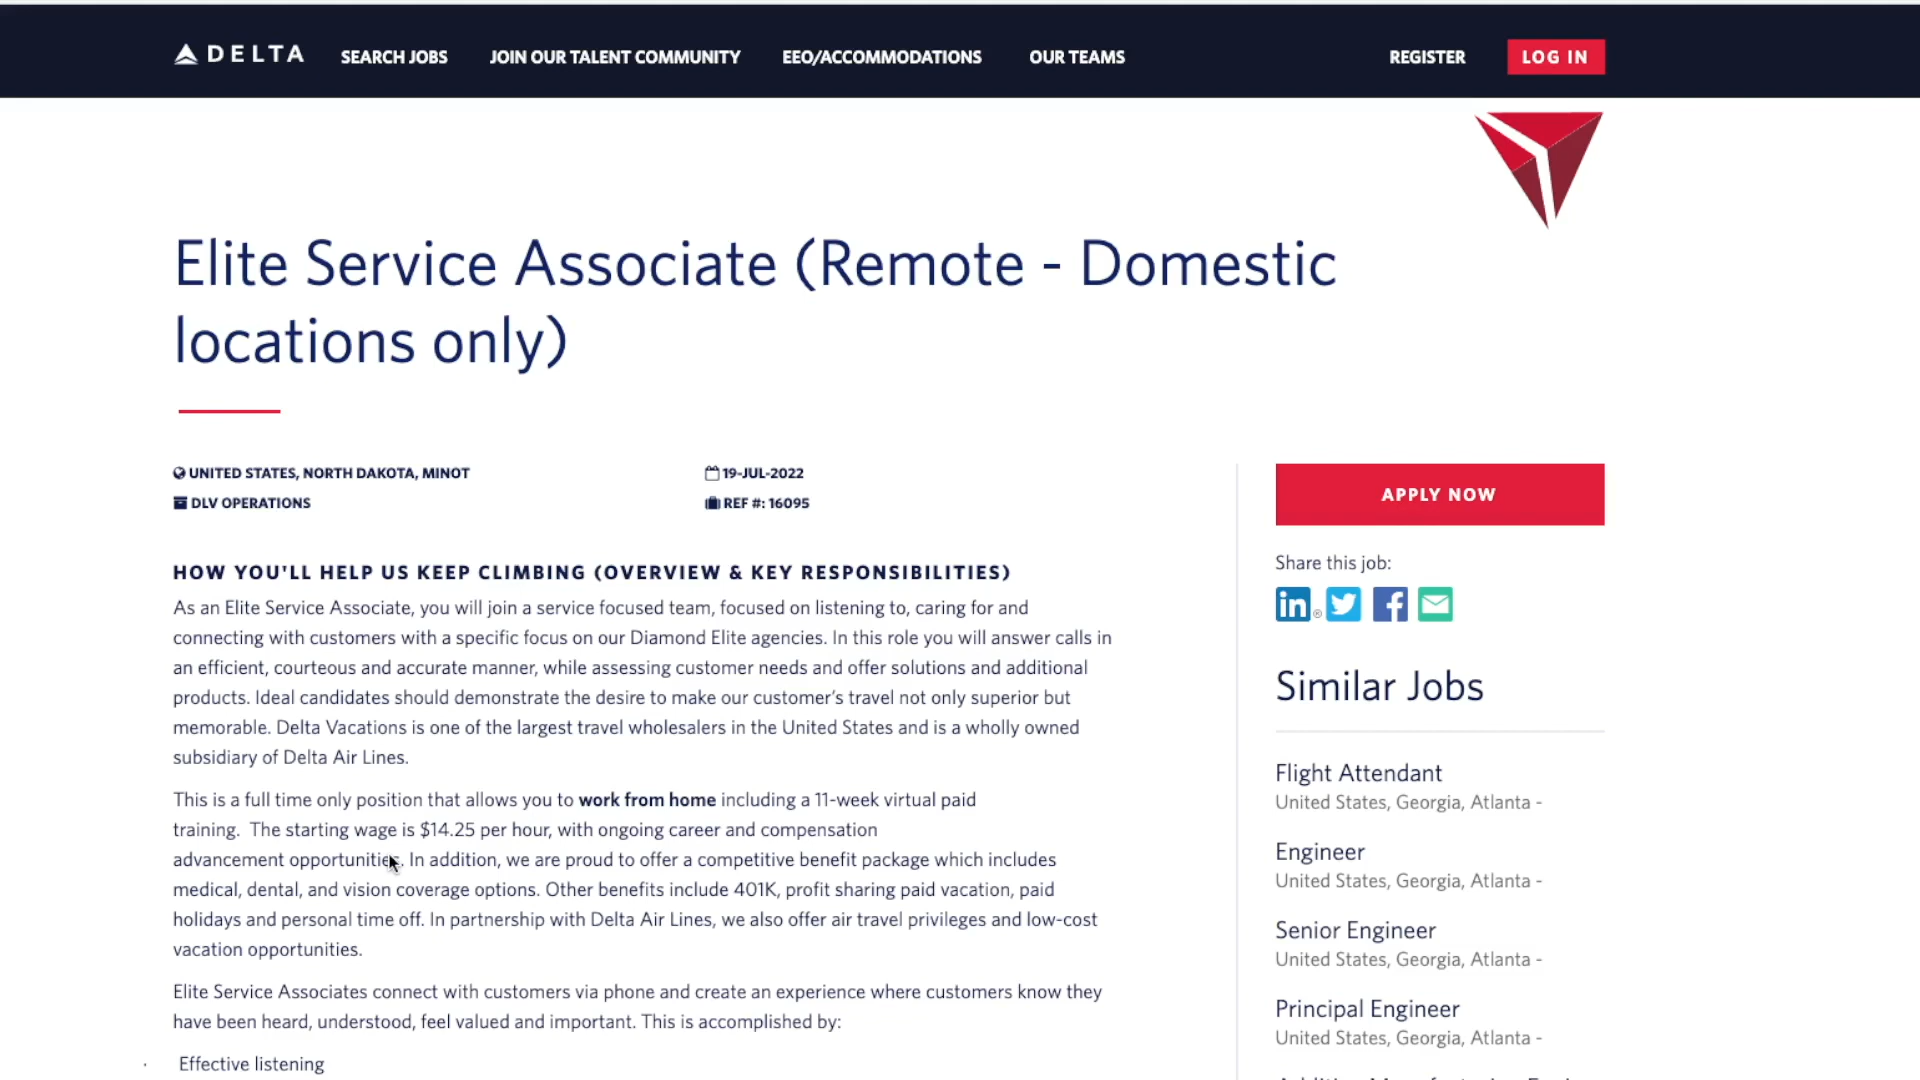 DELTA
SEARCH JOBS
JOIN OUR TALENT COMMUNITY
EEO/ACCOMMODATIONS
OUR TEAMS
REGISTER
LOG IN
Elite Service Associate (Remote - Domestic
locations only)
UNITED STATES, NORTH DAKOTA, MINOT
19-JUL-2022
DLV OPERATIONS
REF #: 16095
HOW YOU'LL HELP US KEEP CLIMBING (OVERVIEW & KEY RESPONSIBILITIES)
As an Elite Service Associate, you will join a service focused team, focused on listening to, caring for and
connecting with customers with a specific focus on our Diamond Elite agencies. In this role you will answer calls in
an efficient, courteous and accurate manner, while assessing customer needs and offer solutions and additional
products. Ideal candidates should demonstrate the desire to make our customer's travel not only superior but
memorable. Delta Vacations is one of the largest travel wholesalers in the United States and is a wholly owned
subsidiary of Delta Air Lines.
This is a full time only position that allows you to work from home including a 11-week virtual paid
training. The starting wage is $14.25 per hour, with ongoing career and compensation
advancement opportunities. In addition, we are proud to offer a competitive benefit package which includes
medical, dental, and vision coverage options. Other benefits include 401K, profit sharing paid vacation, paid
holidays and personal time off. In partnership with Delta Air Lines, we also offer air travel privileges and low-cost
vacation opportunities.
Elite Service Associates connect with customers via phone and create an experience where customers know they
have been heard, understood, feel valued and important. This is accomplished by:
· Effective listening
APPLY NOW
Share this job:
in
Similar Jobs
Flight Attendant
United States, Georgia, Atlanta -
Engineer
United States, Georgia, Atlanta -
Senior Engineer
United States, Georgia, Atlanta -
Principal Engineer
United States, Georgia, Atlanta -